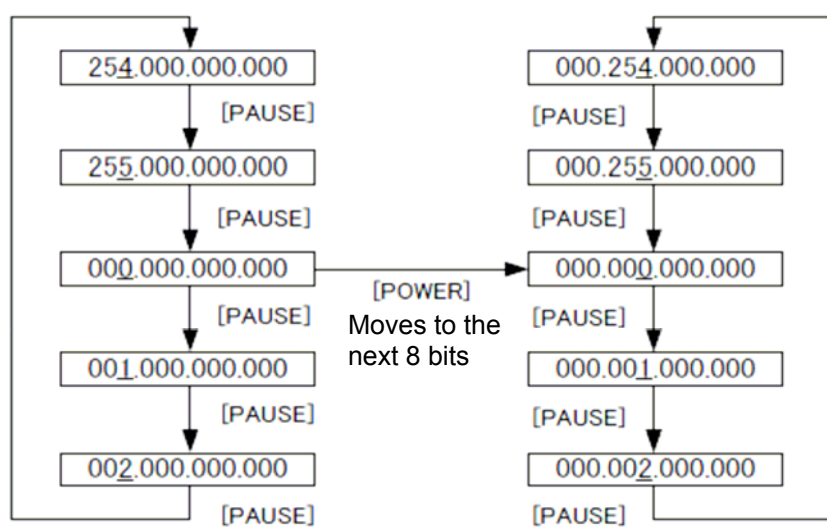 254.000.000.000
000.254.000.000
[PAUSE]
[PAUSE]
255.000.000.000
000.255.000.000
[PAUSE]
[PAUSE]
000.000.000.000
000.000.000.000
[POWER]
Moves to the
next 8 bits
[PAUSE]
[PAUSE]
001.000.000.000
000.001.000.000
[PAUSE]
[PAUSE]
002.000.000.000
000.002.000.000
[PAUSE]
[PAUSE]